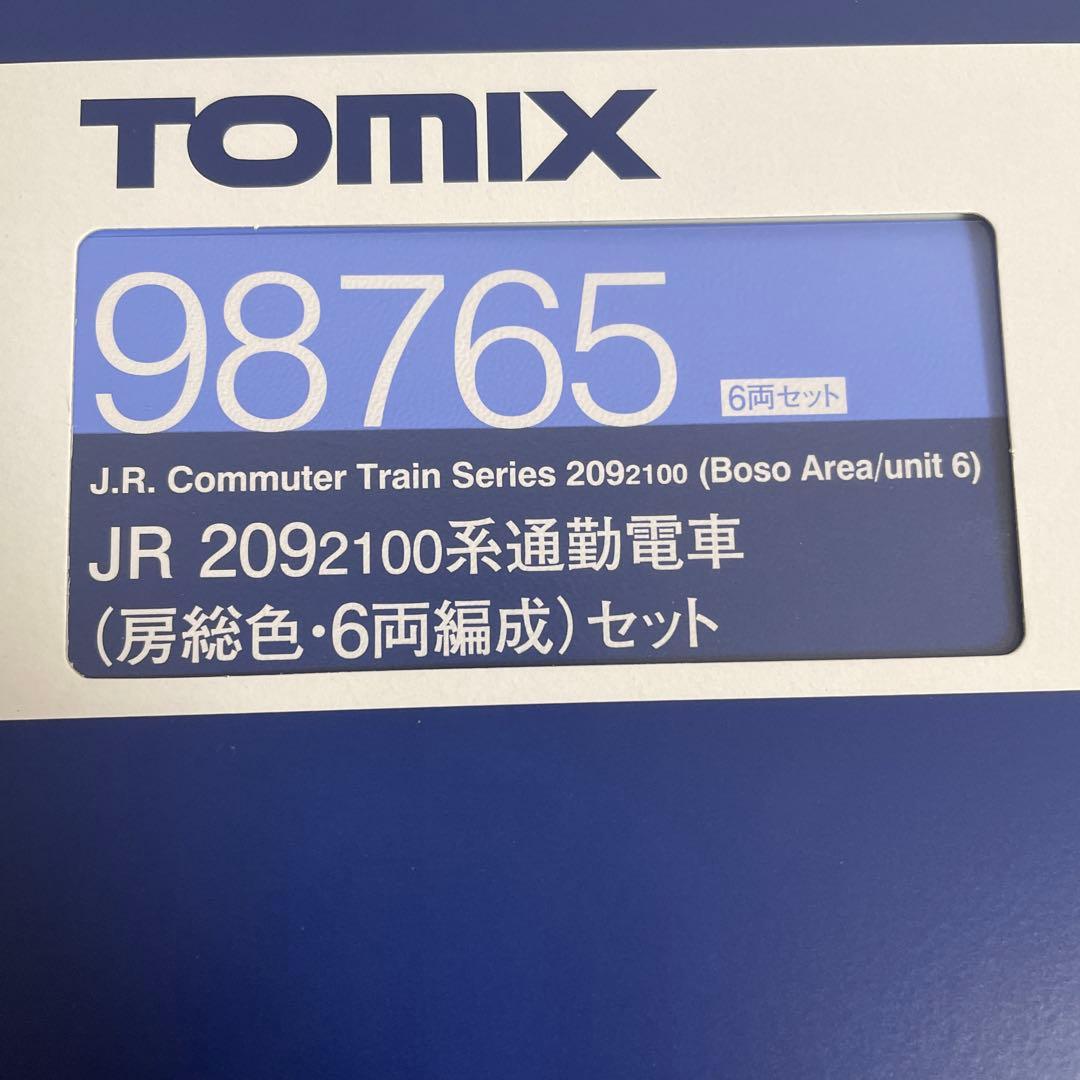 TOMIX
98765
6両セット
J.R. Commuter Train Series 2092100 (Boso Area/unit 6)
JR 2092100系通勤電車
(房総色・6両編成)セット